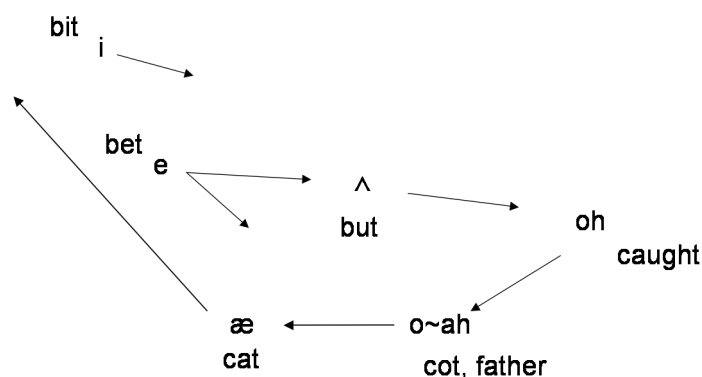 bit
i
bet
e
^
but
oh
caught
æ
cat
o~ah
cot, father